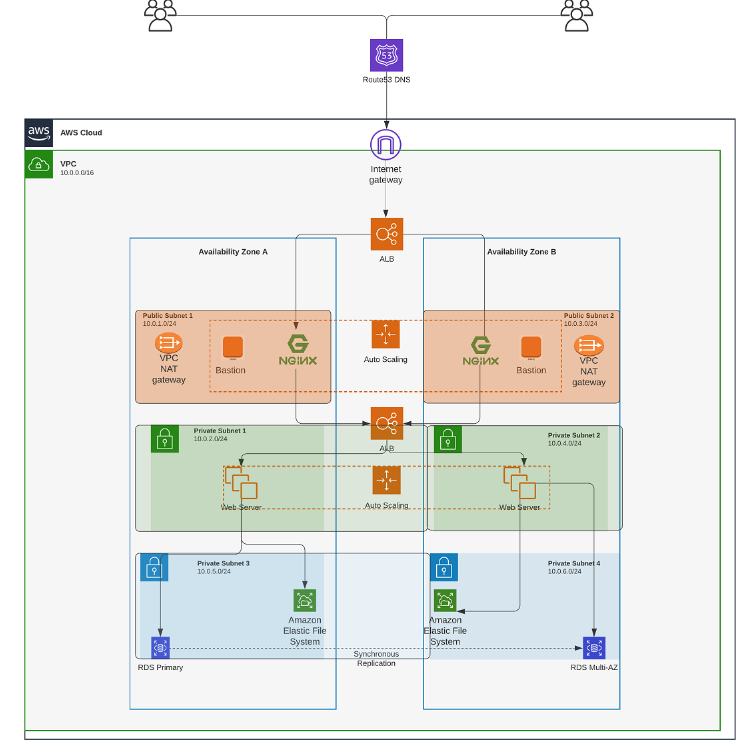 53
Route53 DNS
aws
AWS Cloud
VPC
10.0.0.0/16
Internet
gateway
ALB
Availability Zone A
Availability Zone B
Public Subnet 1
10.0.1.0/24
Public Subnet 2
10.0.3.0/24
VPC
NAT
gateway
Bastion
NGINX
Auto Scaling
NGINX
Bastion
VPC
NAT
gateway
ALB
Private Subnet 1
10.0.2.0/24
Private Subnet 2
10.0.4.0/24
Web Server
Auto Scaling
Web Server
Private Subnet 3
10.0.5.0/24
Private Subnet 4
10.0.6.0/24
Amazon
Elastic File
System
Amazon
Elastic File
System
RDS Primary
Synchronous
Replication
RDS Multi-AZ